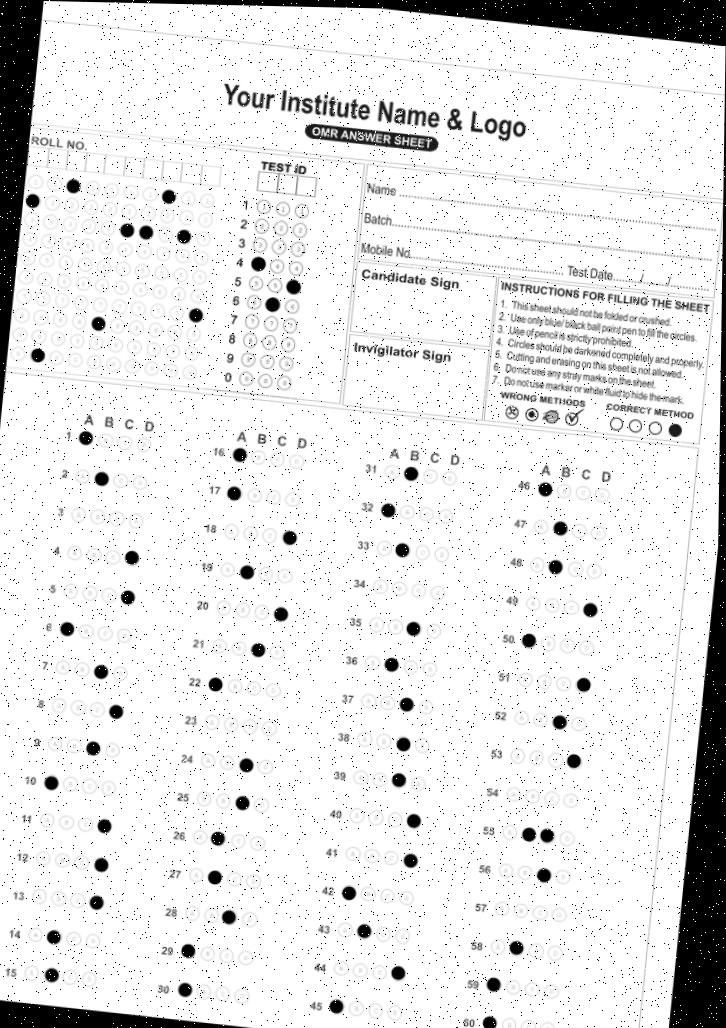 Your Institute Name & Logo
OMR ANSWER SHEET
ROLL NO.
TEST ID
1
2
3
4
5
6
7
8
9
0
Name
Batch
Mobile No.
Test Date / /
Candidate Sign
Invigilator Sign
INSTRUCTIONS FOR FILLING THE SHEET
1. This sheet should not be folded or crushed.
2. Use only blue/ black ball point pen to fill the circles.
3. Use of pencil is strictly prohibited.
4. Circles should be darkened completely and properly.
5. Cutting and erasing on this sheet is not allowed.
6. Do not use any stray marks on the sheet.
7. Do not use marker or white fluid to hide the mark.
WRONG METHODS
CORRECT METHOD
A B C D
1
2
3
4
5
6
7
8
9
10
11
12
13
14
15
A B C D
16
17
18
19
20
21
22
23
24
25
26
27
28
29
30
A B C D
31
32
33
34
35
36
37
38
39
40
41
42
43
44
45
A B C D
46
47
48
49
50
51
52
53
54
55
56
57
58
59
60